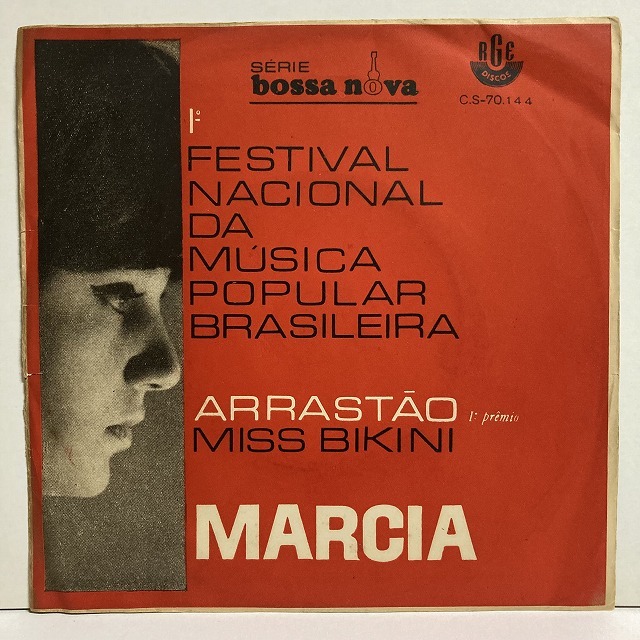 SÉRIE
bossa nova
RGE
DISCOS
C.S-70.144
1º
FESTIVAL
NACIONAL
DA
MÚSICA
POPULAR
BRASILEIRA
ARRASTÃO 1º prêmio
MISS BIKINI
MARCIA